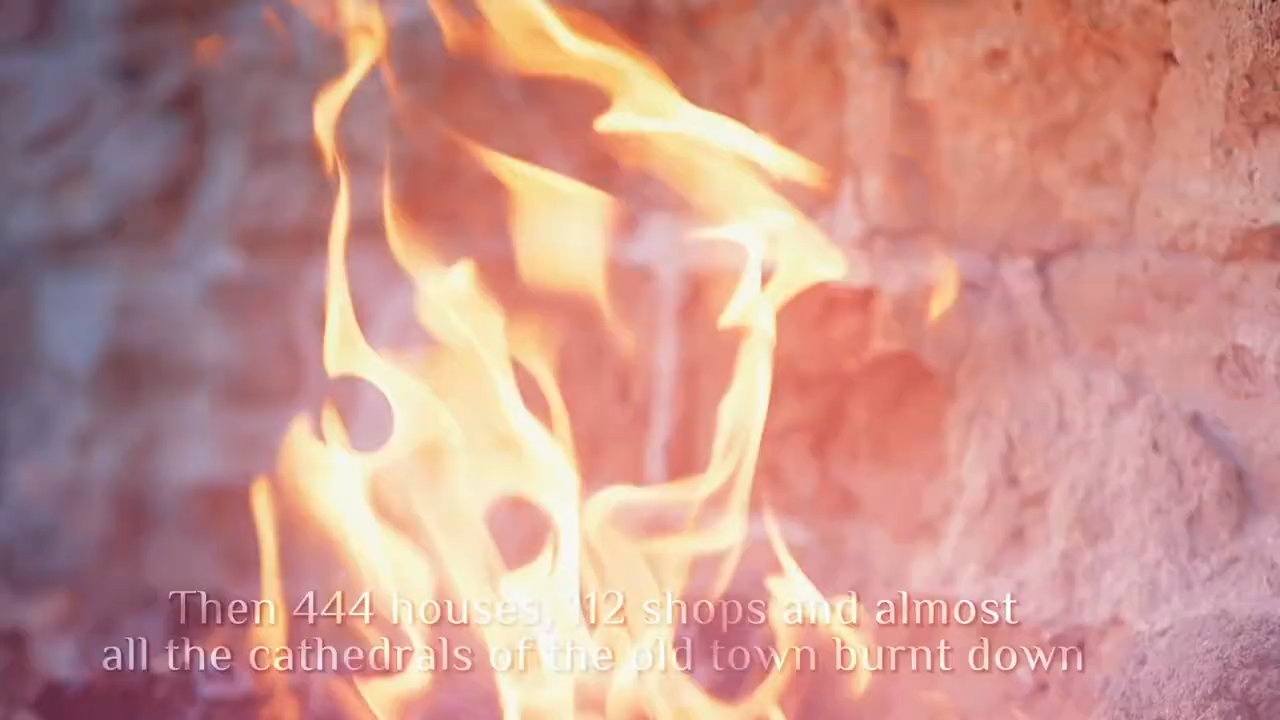 Then 444 houses, 112 shops and almost
all the cathedrals of the old town burnt down